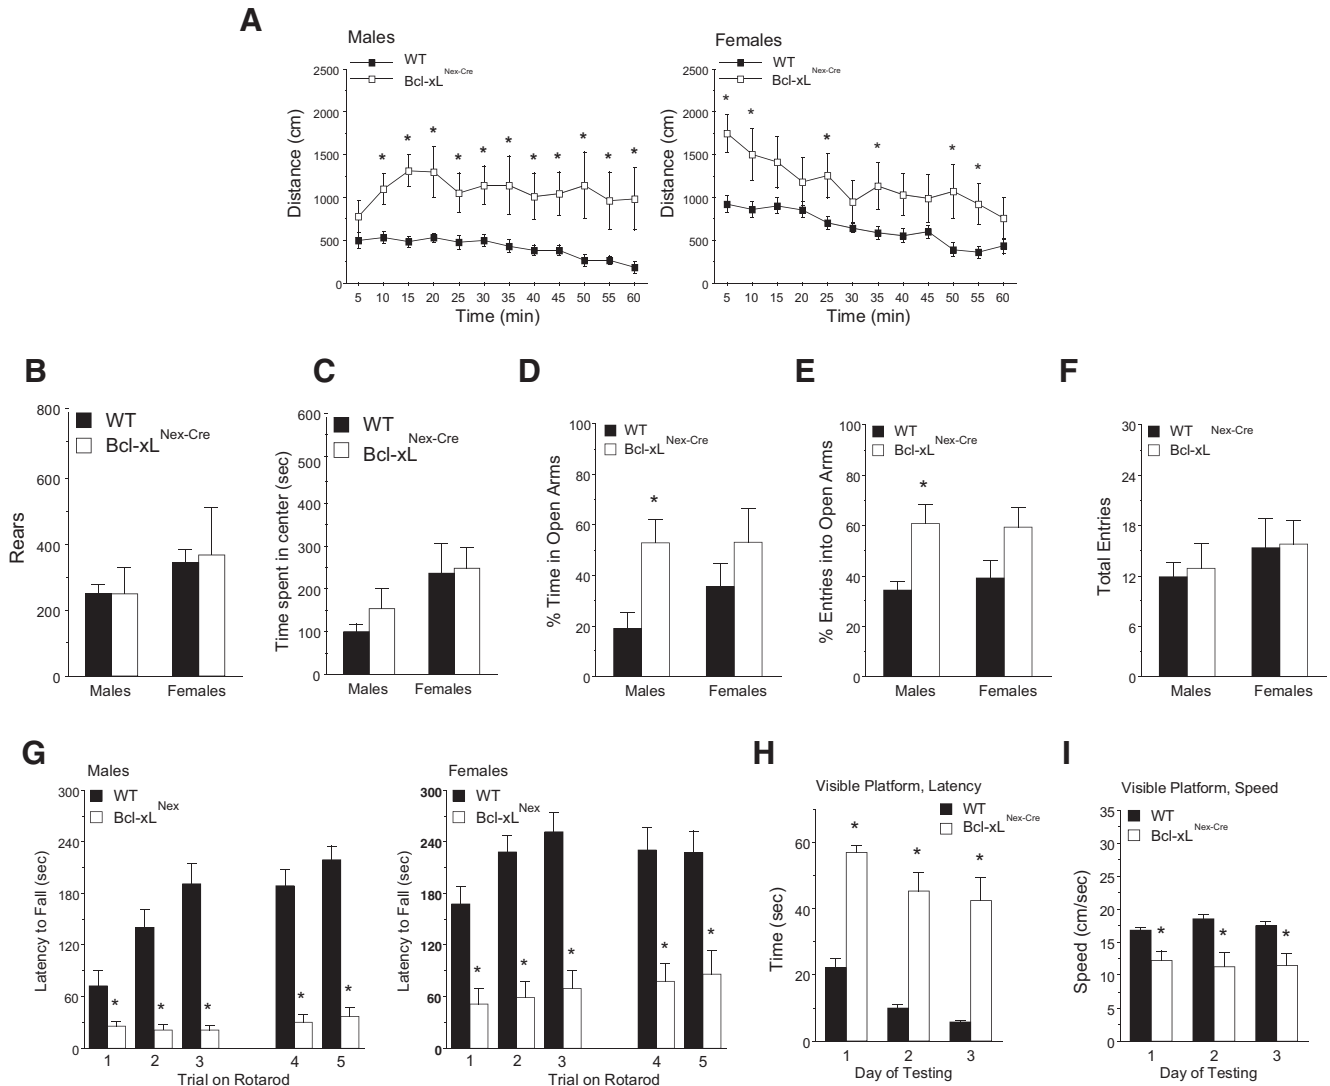 A
Males
WT
Bcl-xL Nex-Cre
2500
2000
1500
1000
500
0
Distance (cm)
* * * * * * * * * * *
5 10 15 20 25 30 35 40 45 50 55 60
Time (min)
Females
WT
Bcl-xL Nex-Cre
2500
2000
1500
1000
500
0
Distance (cm)
* * * * * *
5 10 15 20 25 30 35 40 45 50 55 60
Time (min)
B
WT
Bcl-xL Nex-Cre
800
600
400
200
0
Rears
Males Females
C
WT
Bcl-xL Nex-Cre
600
500
400
300
200
100
0
Time spent in center (sec)
Males Females
D
WT
Bcl-xL Nex-Cre
100
80
60
40
20
0
% Time in Open Arms
*
Males Females
E
WT
Bcl-xL Nex-Cre
100
80
60
40
20
0
% Entries into Open Arms
*
Males Females
F
WT Nex-Cre
Bcl-xL
30
24
18
12
6
0
Total Entries
Males Females
G
Males
WT
Bcl-xL Nex
300
240
180
120
60
0
Latency to Fall (sec)
* * * * *
1 2 3 4 5
Trial on Rotarod
Females
WT
Bcl-xL Nex
300
240
180
120
60
0
Latency to Fall (sec)
* * * * *
1 2 3 4 5
Trial on Rotarod
H
Visible Platform, Latency
WT
Bcl-xL Nex-Cre
60
40
20
0
Time (sec)
* * *
1 2 3
Day of Testing
I
Visible Platform, Speed
WT
Bcl-xL Nex-Cre
35
30
25
20
15
10
5
0
Speed (cm/sec)
* * *
1 2 3
Day of Testing